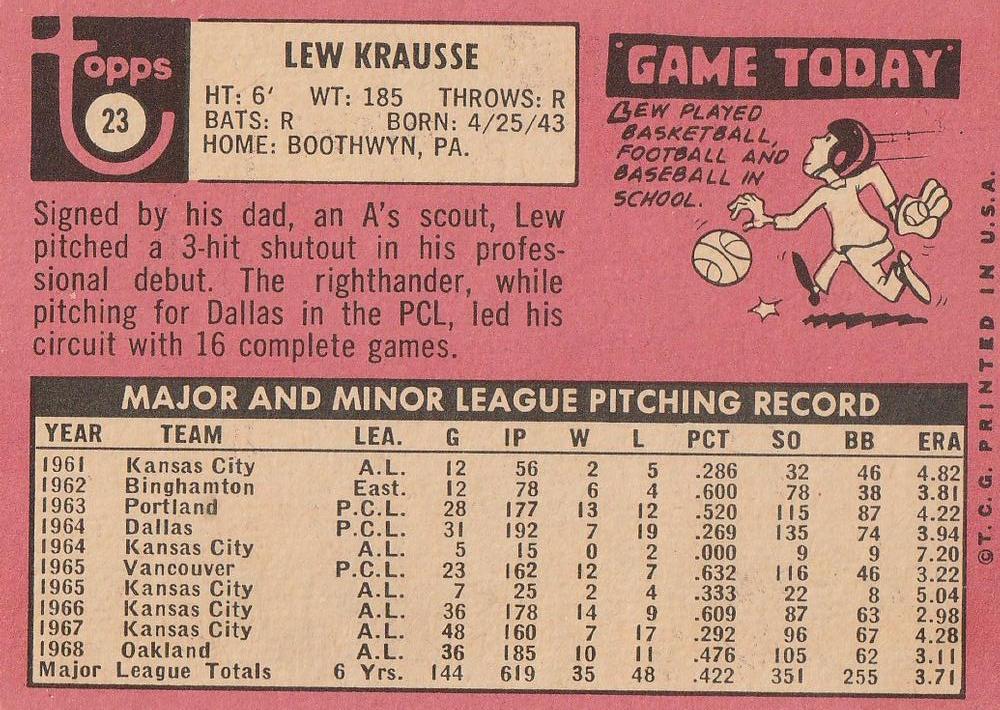 topps
23
LEW KRAUSSE
HT: 6' WT: 185 THROWS: R
BATS: R BORN: 4/25/43
HOME: BOOTHWYN, PA.
"GAME TODAY"
LEW PLAYED
BASKETBALL,
FOOTBALL AND
BASEBALL IN
SCHOOL.
Signed by his dad, an A's scout, Lew
pitched a 3-hit shutout in his profes-
sional debut. The righthander, while
pitching for Dallas in the PCL, led his
circuit with 16 complete games.
MAJOR AND MINOR LEAGUE PITCHING RECORD
YEAR TEAM LEA. G IP W L PCT SO BB ERA
1961 Kansas City A.L. 12 56 2 5 .286 32 46 4.82
1962 Binghamton East. 12 78 6 4 .600 78 38 3.81
1963 Portland P.C.L. 28 177 13 12 .520 115 87 4.22
1964 Dallas P.C.L. 31 192 7 19 .269 135 74 3.94
1964 Kansas City A.L. 5 15 0 2 .000 9 9 7.20
1965 Vancouver P.C.L. 23 162 12 7 .632 116 46 3.22
1965 Kansas City A.L. 7 25 2 4 .333 22 8 5.04
1966 Kansas City A.L. 36 178 14 9 .609 87 63 2.98
1967 Kansas City A.L. 48 160 7 17 .292 96 67 4.28
1968 Oakland A.L. 36 185 10 11 .476 105 62 3.11
Major League Totals 6 Yrs. 144 619 35 48 .422 351 255 3.71
©T. C. G. PRINTED IN U.S.A.